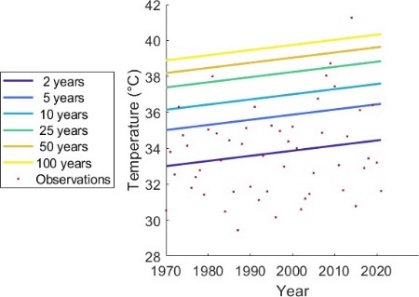 42
40
38
36
34
32
30
28
Temperature (°C)
1970 1980 1990 2000 2010 2020
Year
2 years
5 years
10 years
25 years
50 years
100 years
Observations